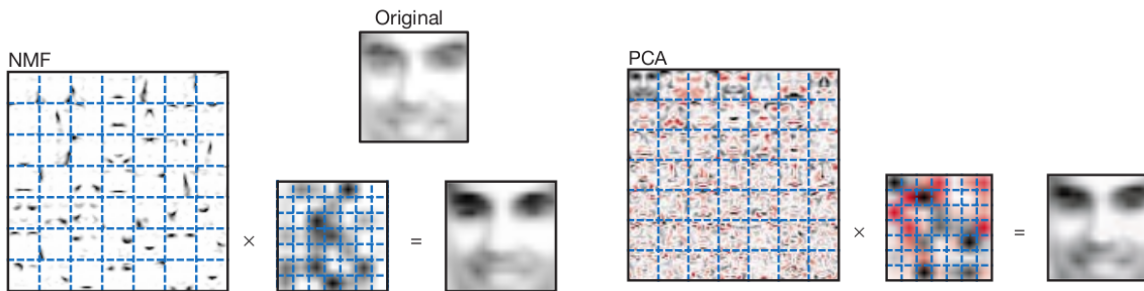 Original
NMF
PCA
× =
× =